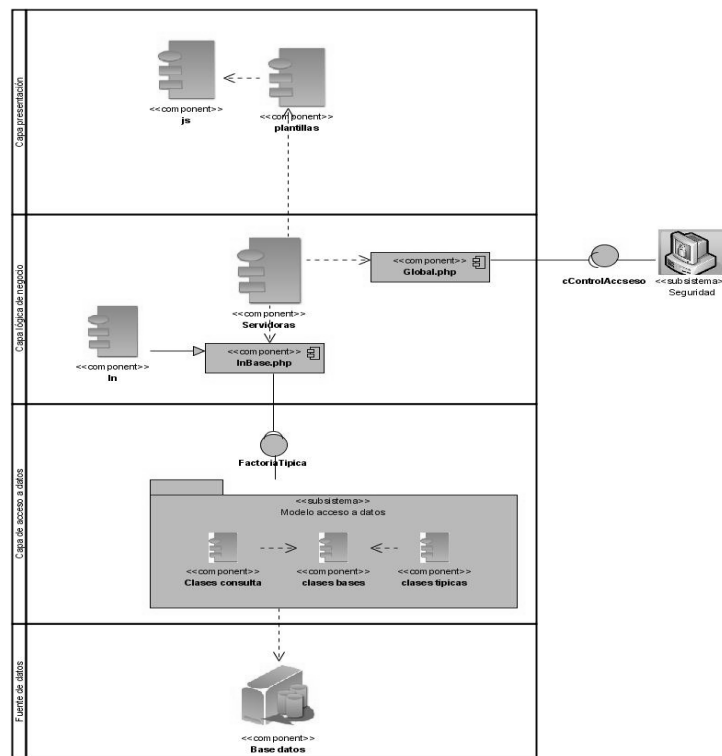 Capa presentación
<<component>>
js
<<component>>
plantillas
Capa lógica de negocio
<<component>>
Servidoras
<<component>>
Global.php
cControlAccseso
<<subsistema>>
Seguridad
<<component>>
ln
<<component>>
lnBase.php
Capa de acceso a datos
FactoriaTipica
<<subsistema>>
Modelo acceso a datos
<<component>>
Clases consulta
<<component>>
clases bases
<<component>>
clases tipicas
Fuente de datos
<<component>>
Base datos